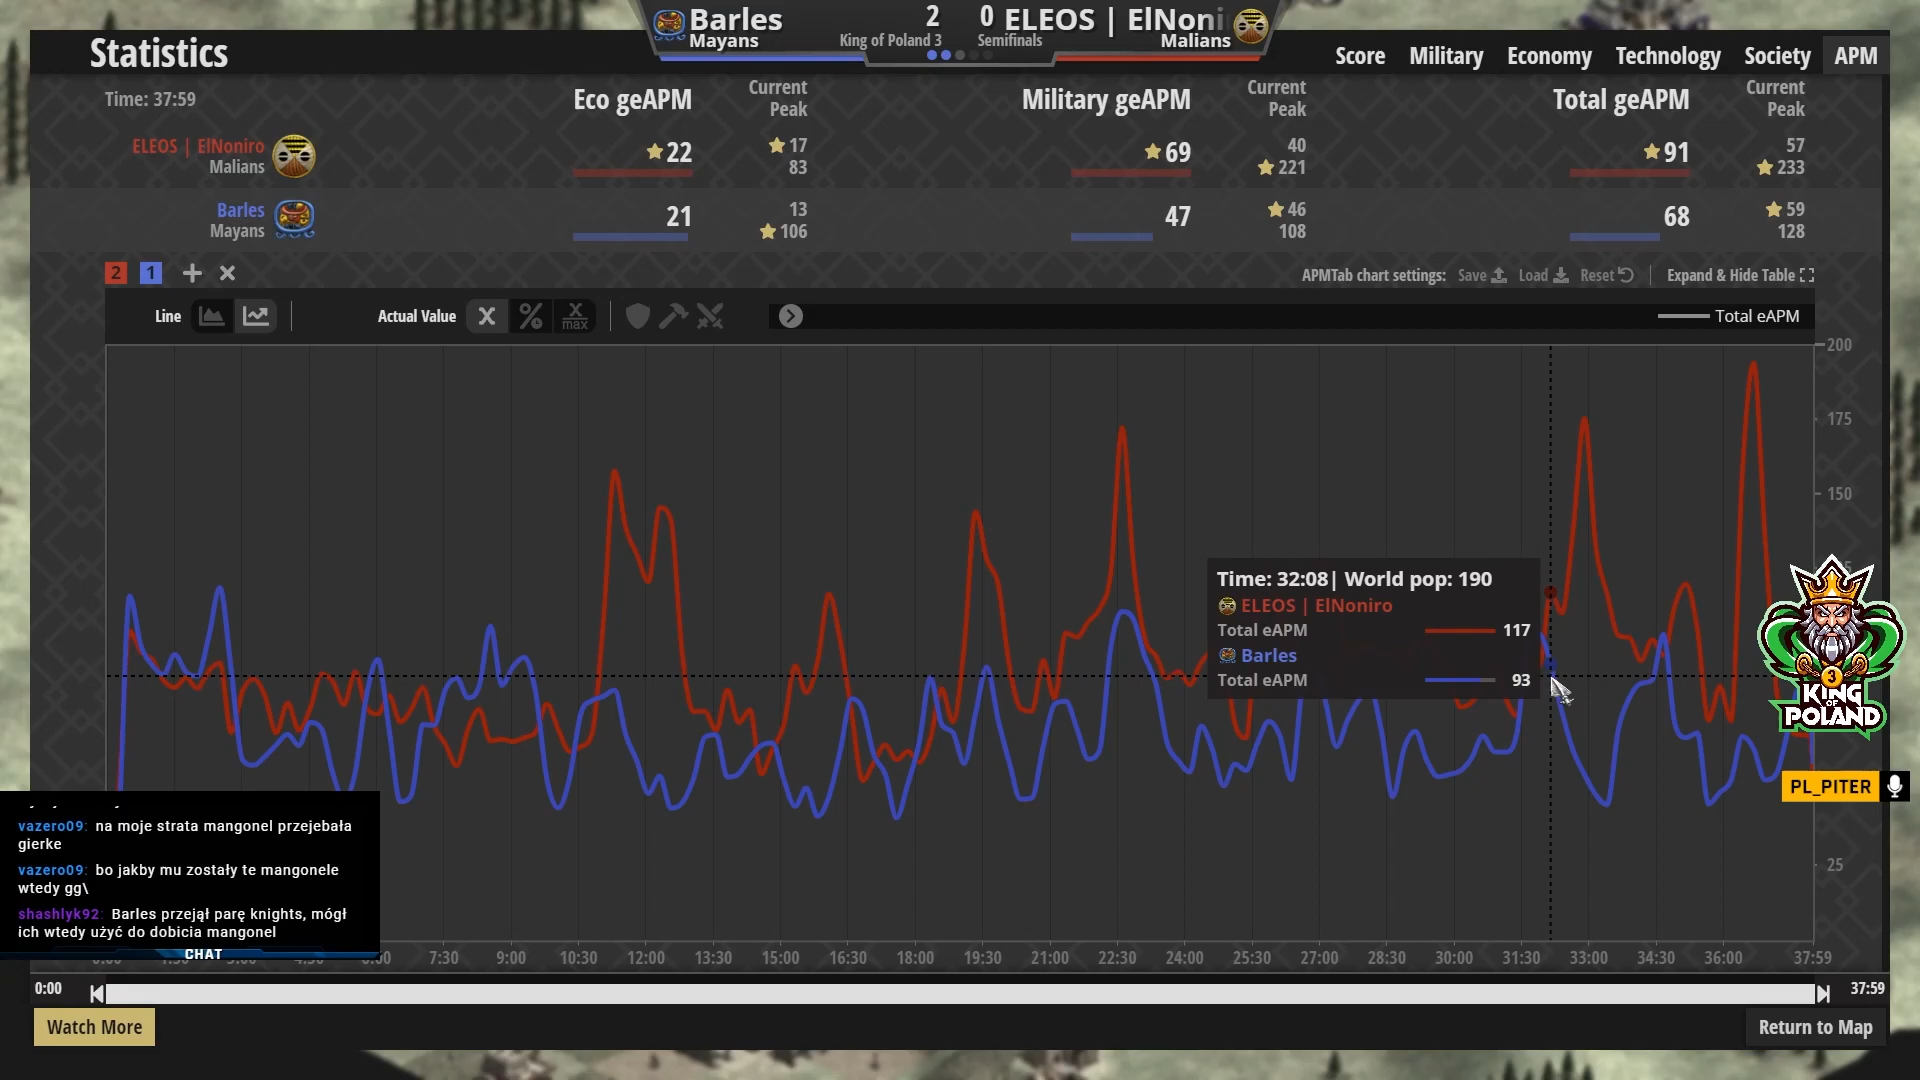 Barles
Mayans
2
0
King of Poland 3
Semifinals
ELEOS | ElNoni
Malians
Statistics
Score
Military
Economy
Technology
Society
APM
Time: 37:59
Eco geAPM
Current
Peak
Military geAPM
Current
Peak
Total geAPM
Current
Peak
ELEOS | ElNoniro
Malians
22
17
83
69
40
221
91
57
233
Barles
Mayans
21
13
106
47
46
108
68
59
128
2
1
APMTab chart settings:
Save
Load
Reset
Expand & Hide Table
Line
Actual Value
X
%
X
max
Total eAPM
200
175
150
25
Time: 32:08| World pop: 190
ELEOS | ElNoniro
Total eAPM
117
Barles
Total eAPM
93
3
KING
OF
POLAND
PL_PITER
vazero09: na moje strata mangonel przejebała
gierke
vazero09: bo jakby mu zostały te mangonele
wtedy gg\
shashlyk92: Barles przejął parę knights, mógł
ich wtedy użyć do dobicia mangonel
CHAT
7:30
9:00
10:30
12:00
13:30
15:00
16:30
18:00
19:30
21:00
22:30
24:00
25:30
27:00
28:30
30:00
31:30
33:00
34:30
36:00
37:59
0:00
37:59
Watch More
Return to Map